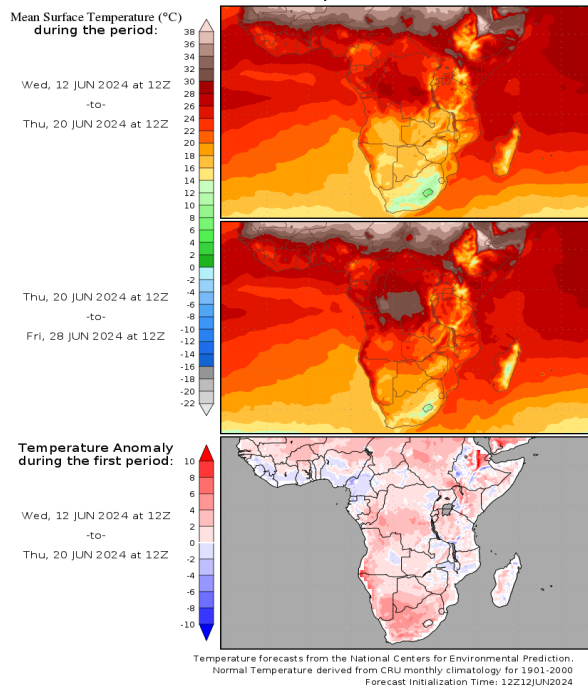 Mean Surface Temperature (°C)
during the period:
38
36
34
32
30
28
26
24
22
20
18
16
14
12
10
8
6
4
2
0
-2
-4
-6
-8
-10
-12
-14
-16
-18
-20
-22
Wed, 12 JUN 2024 at 12Z
-to-
Thu, 20 JUN 2024 at 12Z
Thu, 20 JUN 2024 at 12Z
-to-
Fri, 28 JUN 2024 at 12Z
Temperature Anomaly
during the first period:
10
8
6
4
2
0
-2
-4
-6
-8
-10
Wed, 12 JUN 2024 at 12Z
-to-
Thu, 20 JUN 2024 at 12Z
Temperature forecasts from the National Centers for Environmental Prediction.
Normal Temperature derived from CRU monthly climatology for 1901-2000
Forecast Initialization Time: 12Z12JUN2024